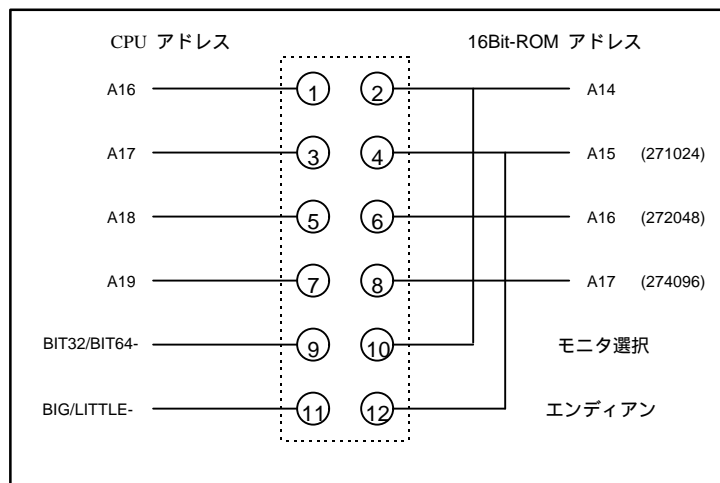 CPU アドレス 16Bit-ROM アドレス
A16 1 2 A14
A17 3 4 A15 (271024)
A18 5 6 A16 (272048)
A19 7 8 A17 (274096)
BIT32/BIT64- 9 10 モニタ選択
BIG/LITTLE- 11 12 エンディアン